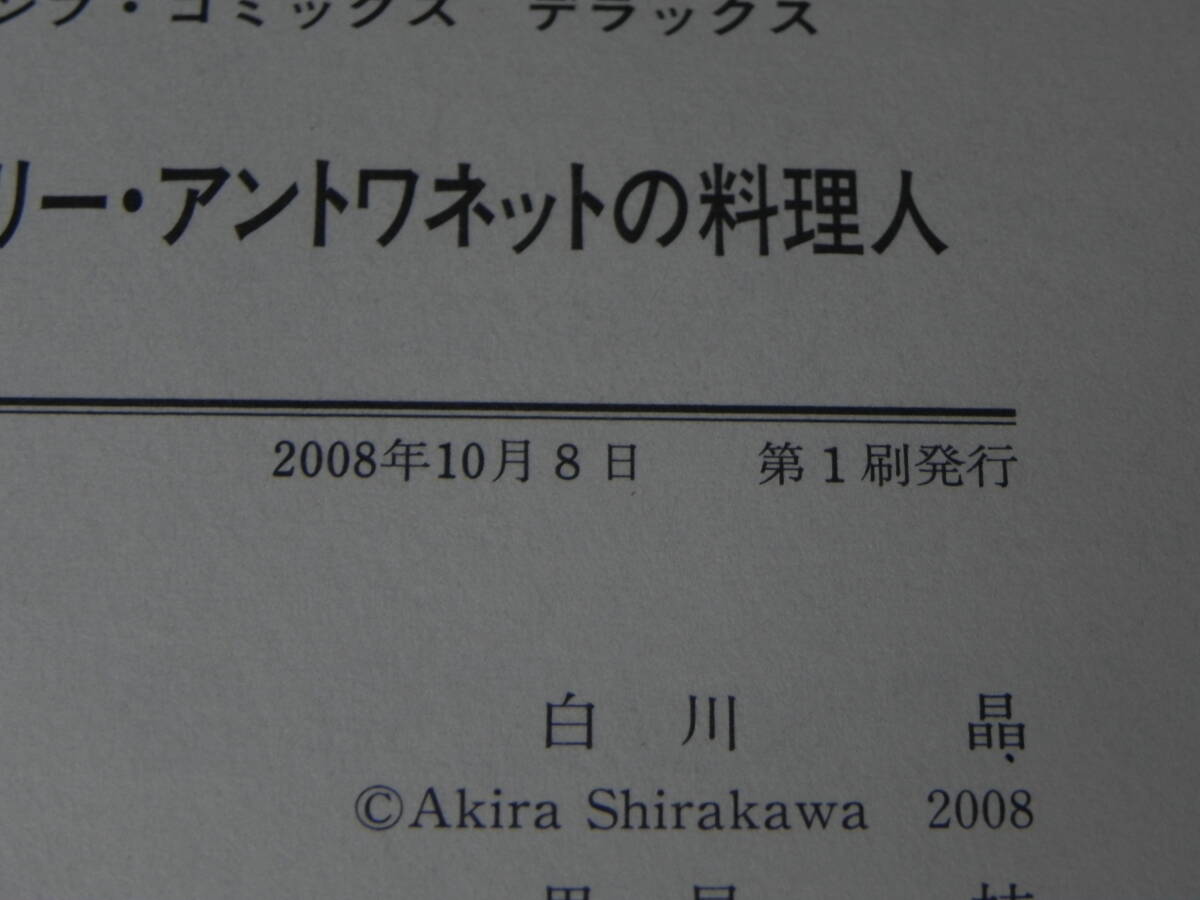 ンプ・コミックス デラックス
リー・アントワネットの料理人
2008年10月8日 第1刷発行
白川 晶
©Akira Shirakawa 2008